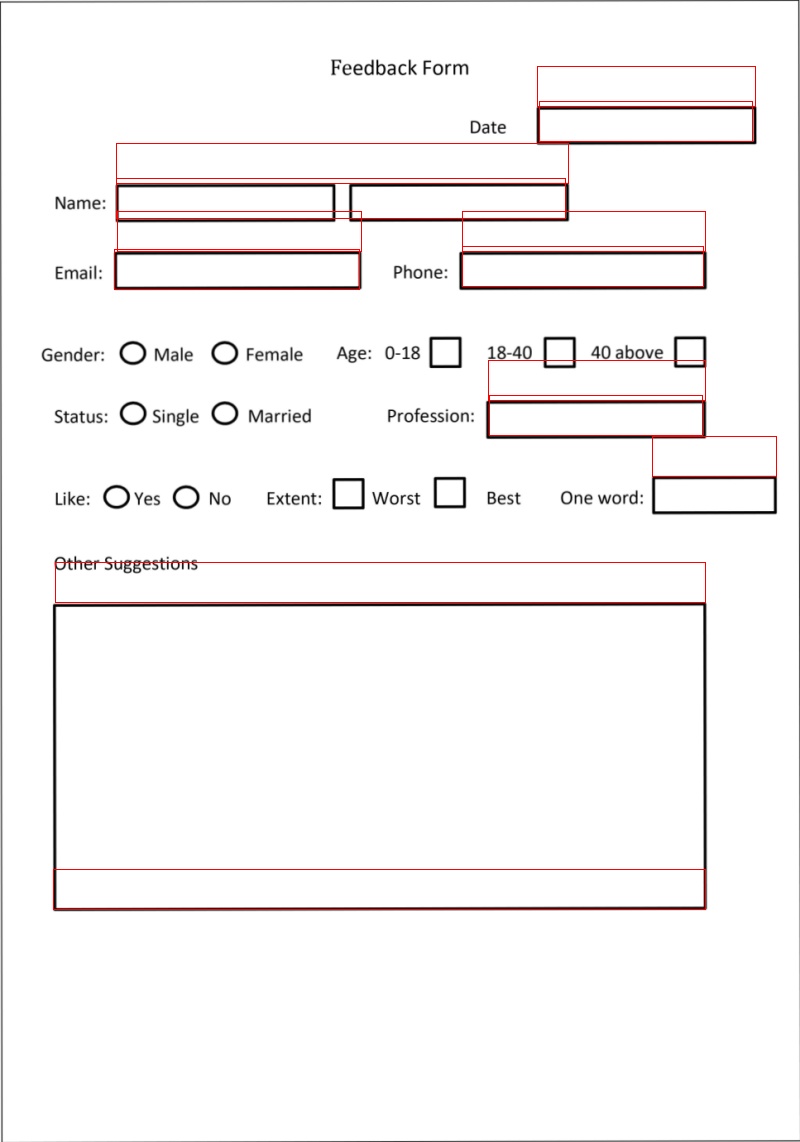 Feedback Form
Date
Name:
Email: Phone:
Gender: Male Female Age: 0-18 18-40 40 above
Status: Single Married Profession:
Like: Yes No Extent: Worst Best One word:
Other Suggestions